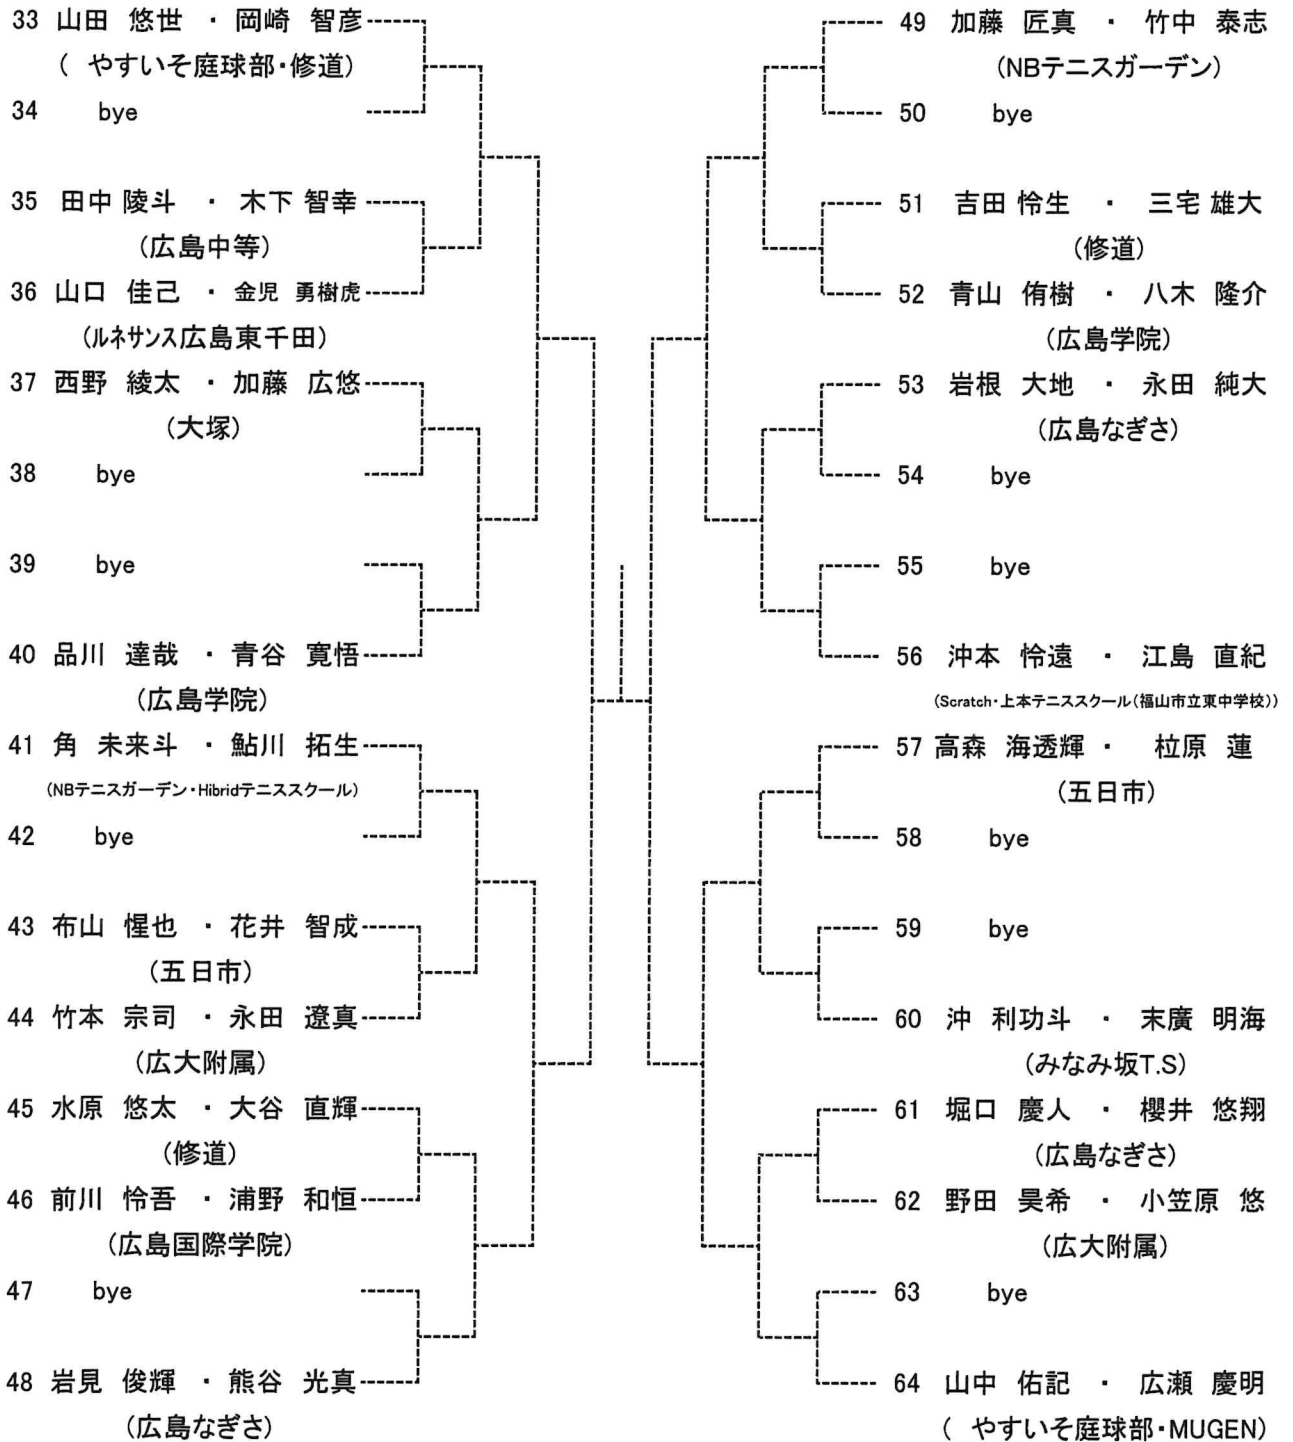 33 山田 悠世 ・ 岡崎 智彦
( やすいそ庭球部・修道)
34 bye
35 田中 陵斗 ・ 木下 智幸
(広島中等)
36 山口 佳己 ・ 金児 勇樹虎
(ルネサンス広島東千田)
37 西野 綾太 ・ 加藤 広悠
(大塚)
38 bye
39 bye
40 品川 達哉 ・ 青谷 寛悟
(広島学院)
41 角 未来斗 ・ 鮎川 拓生
(NBテニスガーデン・Hibridテニススクール)
42 bye
43 布山 惺也 ・ 花井 智成
(五日市)
44 竹本 宗司 ・ 永田 遼真
(広大附属)
45 水原 悠太 ・ 大谷 直輝
(修道)
46 前川 怜吾 ・ 浦野 和恒
(広島国際学院)
47 bye
48 岩見 俊輝 ・ 熊谷 光真
(広島なぎさ)
49 加藤 匠真 ・ 竹中 泰志
(NBテニスガーデン)
50 bye
51 吉田 怜生 ・ 三宅 雄大
(修道)
52 青山 侑樹 ・ 八木 隆介
(広島学院)
53 岩根 大地 ・ 永田 純大
(広島なぎさ)
54 bye
55 bye
56 沖本 怜遠 ・ 江島 直紀
(Scratch・上本テニススクール(福山市立東中学校))
57 高森 海透輝 ・ 柆原 蓮
(五日市)
58 bye
59 bye
60 沖 利功斗 ・ 末廣 明海
(みなみ坂T.S)
61 堀口 慶人 ・ 櫻井 悠翔
(広島なぎさ)
62 野田 昊希 ・ 小笠原 悠
(広大附属)
63 bye
64 山中 佑記 ・ 広瀬 慶明
( やすいそ庭球部・MUGEN)